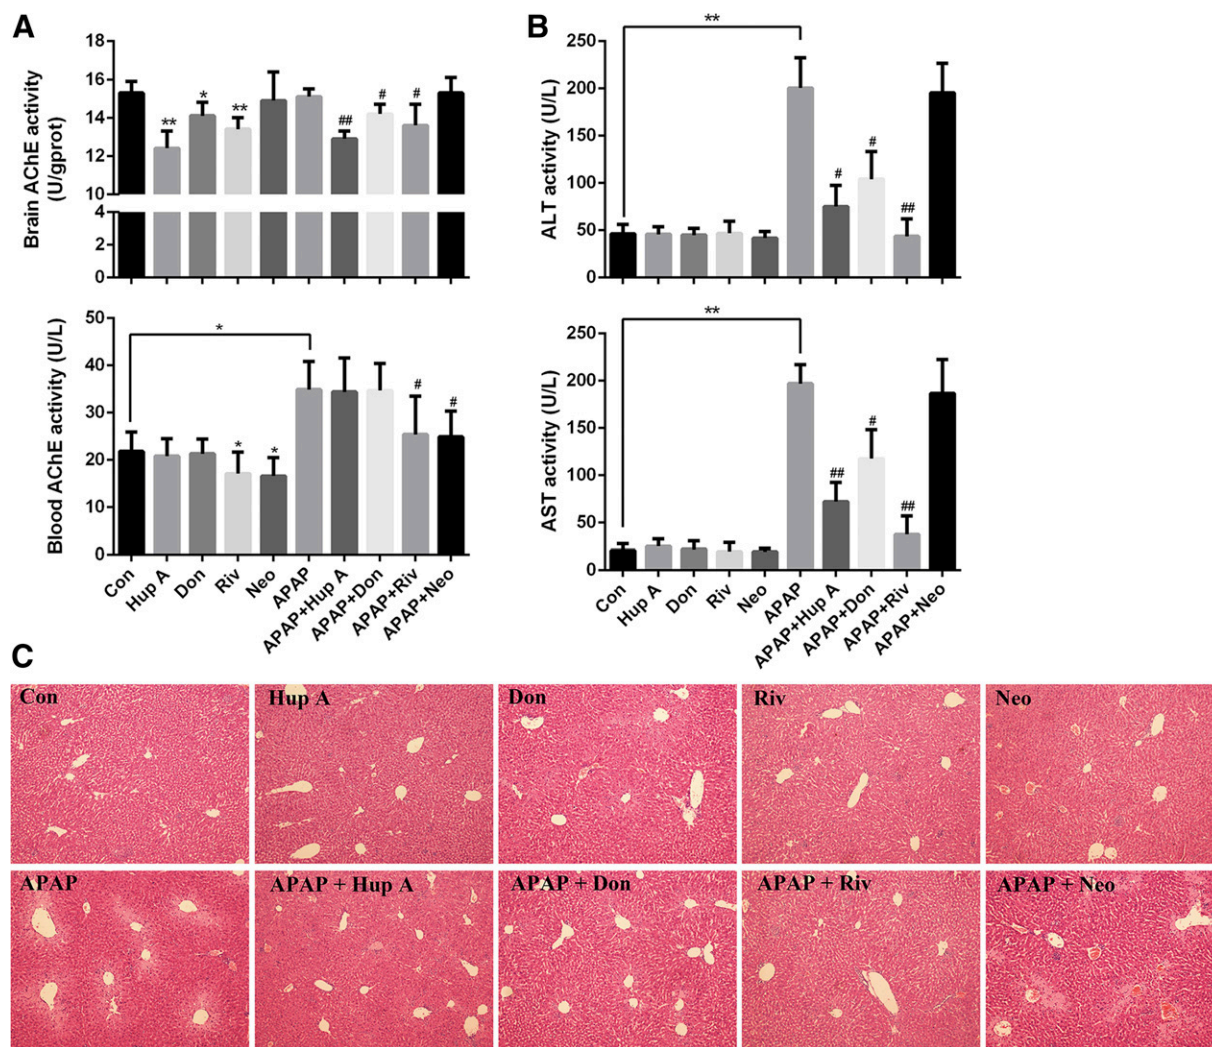 A
Brain AChE activity
(U/gprot)
18
16
14
12
10
4
2
0
**
*
**
##
#
#
Blood AChE activity (U/L)
50
40
30
20
10
0
*
*
*
#
#
Con
Hup A
Don
Riv
Neo
APAP
APAP+Hup A
APAP+Don
APAP+Riv
APAP+Neo
B
ALT activity (U/L)
250
200
150
100
50
0
**
#
#
##
AST activity (U/L)
250
200
150
100
50
0
**
##
#
##
Con
Hup A
Don
Riv
Neo
APAP
APAP+Hup A
APAP+Don
APAP+Riv
APAP+Neo
C
Con
Hup A
Don
Riv
Neo
APAP
APAP + Hup A
APAP + Don
APAP + Riv
APAP + Neo